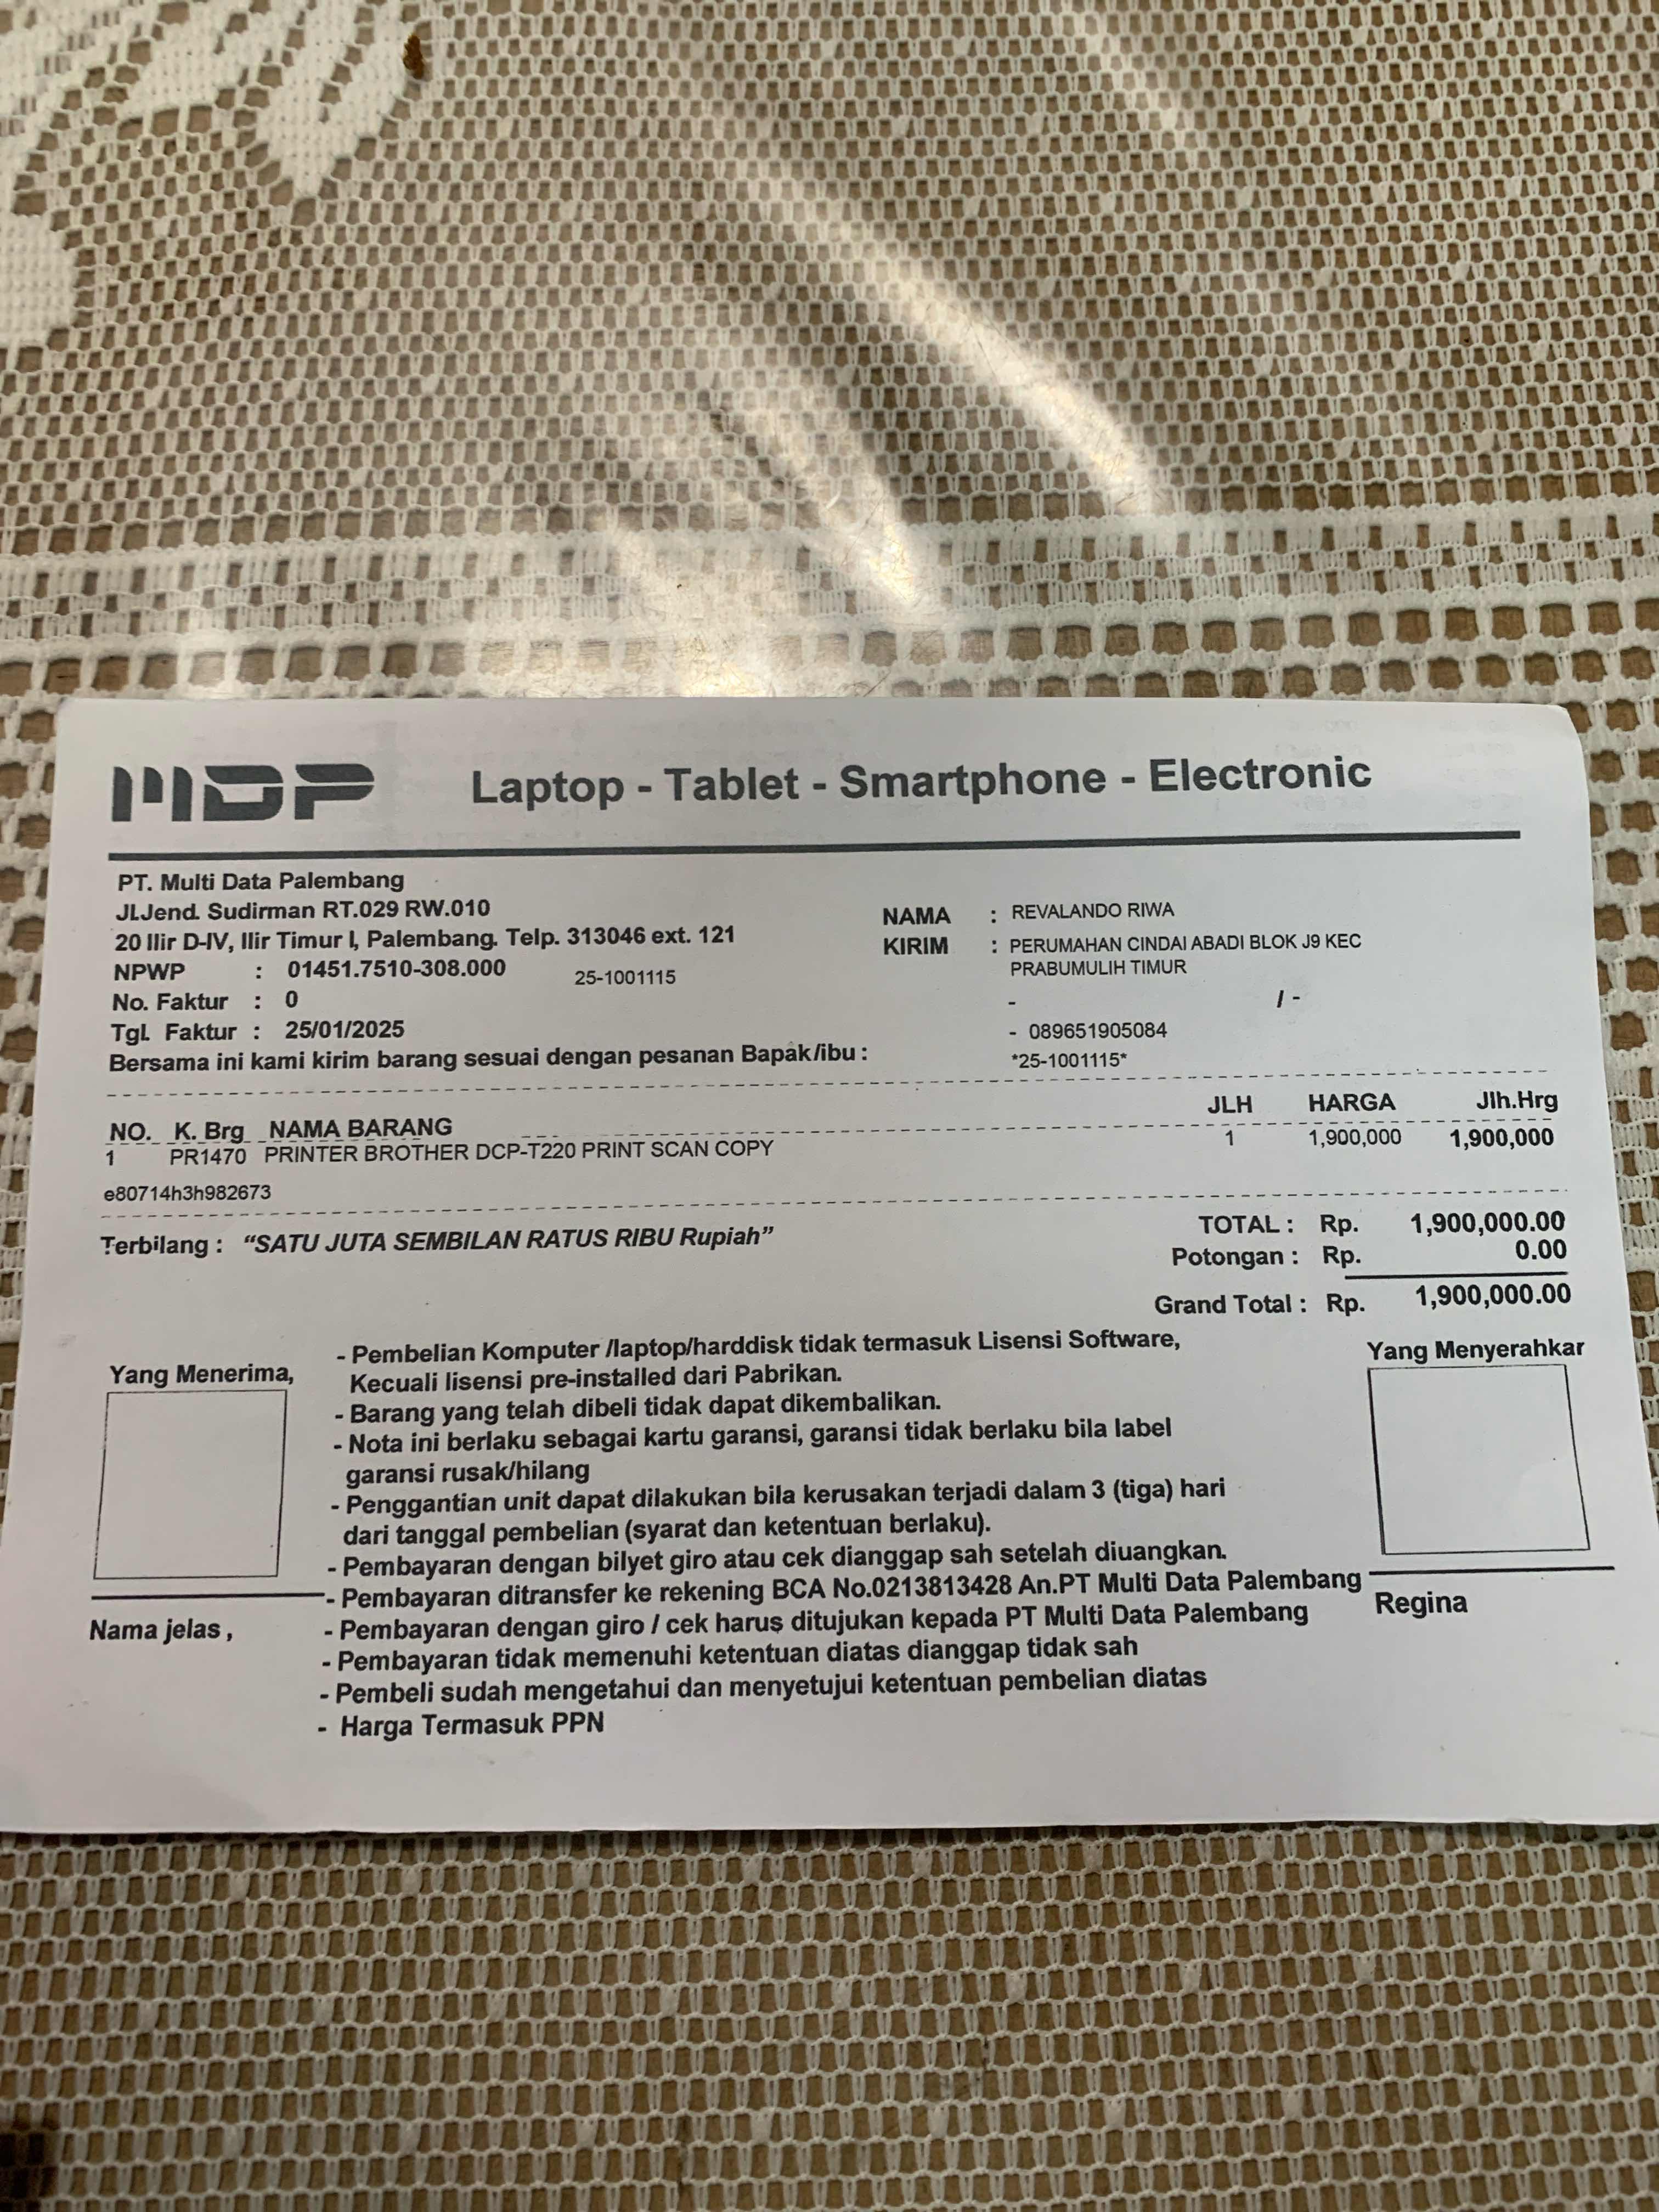 MDP Laptop - Tablet - Smartphone - Electronic
PT. Multi Data Palembang
Jl.Jend. Sudirman RT.029 RW.010
20 Ilir D-IV, Ilir Timur I, Palembang. Telp. 313046 ext. 121
NPWP : 01451.7510-308.000 25-1001115
No. Faktur : 0
Tgl. Faktur : 25/01/2025
Bersama ini kami kirim barang sesuai dengan pesanan Bapak/ibu :
NAMA : REVALANDO RIWA
KIRIM : PERUMAHAN CINDAI ABADI BLOK J9 KEC
PRABUMULIH TIMUR
- / -
- 089651905084
*25-1001115*
NO. K. Brg NAMA BARANG JLH HARGA Jlh.Hrg
1 PR1470 PRINTER BROTHER DCP-T220 PRINT SCAN COPY 1 1,900,000 1,900,000
e80714h3h982673
Terbilang : “SATU JUTA SEMBILAN RATUS RIBU Rupiah”
TOTAL : Rp. 1,900,000.00
Potongan : Rp. 0.00
Grand Total : Rp. 1,900,000.00
Yang Menerima,
Nama jelas ,
- Pembelian Komputer /laptop/harddisk tidak termasuk Lisensi Software,
Kecuali lisensi pre-installed dari Pabrikan.
- Barang yang telah dibeli tidak dapat dikembalikan.
- Nota ini berlaku sebagai kartu garansi, garansi tidak berlaku bila label
garansi rusak/hilang
- Penggantian unit dapat dilakukan bila kerusakan terjadi dalam 3 (tiga) hari
dari tanggal pembelian (syarat dan ketentuan berlaku).
- Pembayaran dengan bilyet giro atau cek dianggap sah setelah diuangkan.
- Pembayaran ditransfer ke rekening BCA No.0213813428 An.PT Multi Data Palembang
- Pembayaran dengan giro / cek harus ditujukan kepada PT Multi Data Palembang
- Pembayaran tidak memenuhi ketentuan diatas dianggap tidak sah
- Pembeli sudah mengetahui dan menyetujui ketentuan pembelian diatas
- Harga Termasuk PPN
Yang Menyerahkar
Regina